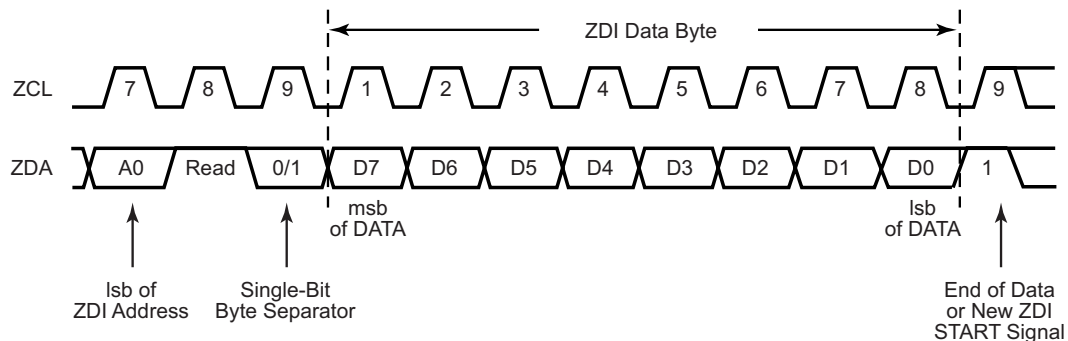 ZDI Data Byte
ZCL 7 8 9 1 2 3 4 5 6 7 8 9
ZDA A0 Read 0/1 D7 D6 D5 D4 D3 D2 D1 D0 1
msb
of DATA
lsb
of DATA
lsb of
ZDI Address
Single-Bit
Byte Separator
End of Data
or New ZDI
START Signal